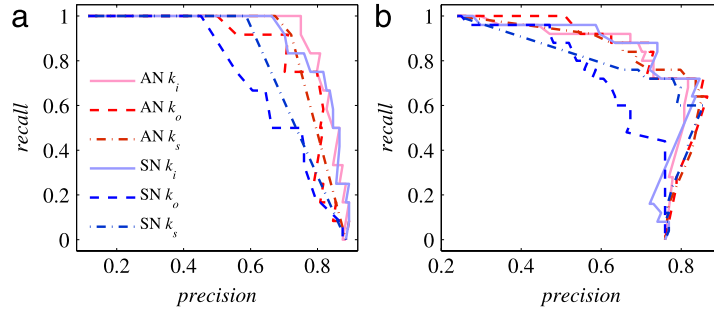 a
b
1
0.8
0.6
0.4
0.2
0
recall
AN k_i
AN k_o
AN k_s
SN k_i
SN k_o
SN k_s
0.2 0.4 0.6 0.8
precision
1
0.8
0.6
0.4
0.2
0
recall
0.2 0.4 0.6 0.8
precision